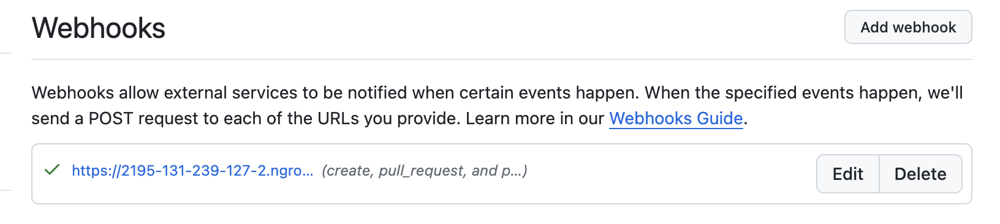 Webhooks
Add webhook
Webhooks allow external services to be notified when certain events happen. When the specified events happen, we'll
send a POST request to each of the URLs you provide. Learn more in our Webhooks Guide.
https://2195-131-239-127-2.ngro... (create, pull_request, and p...)
Edit
Delete